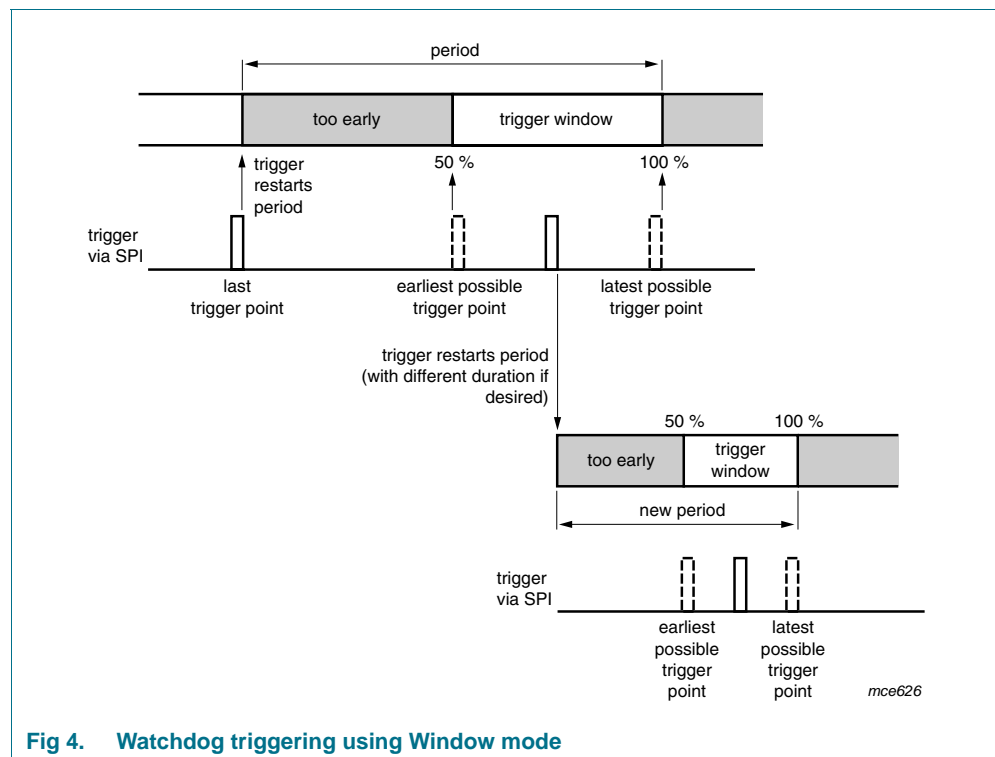 period
too early
trigger window
trigger
restarts
period
50 %
100 %
trigger
via SPI
last
trigger point
earliest possible
trigger point
latest possible
trigger point
trigger restarts period
(with different duration if
desired)
50 %
100 %
too early
trigger
window
new period
trigger
via SPI
earliest
possible
trigger
point
latest
possible
trigger
point
mce626
Fig 4. Watchdog triggering using Window mode